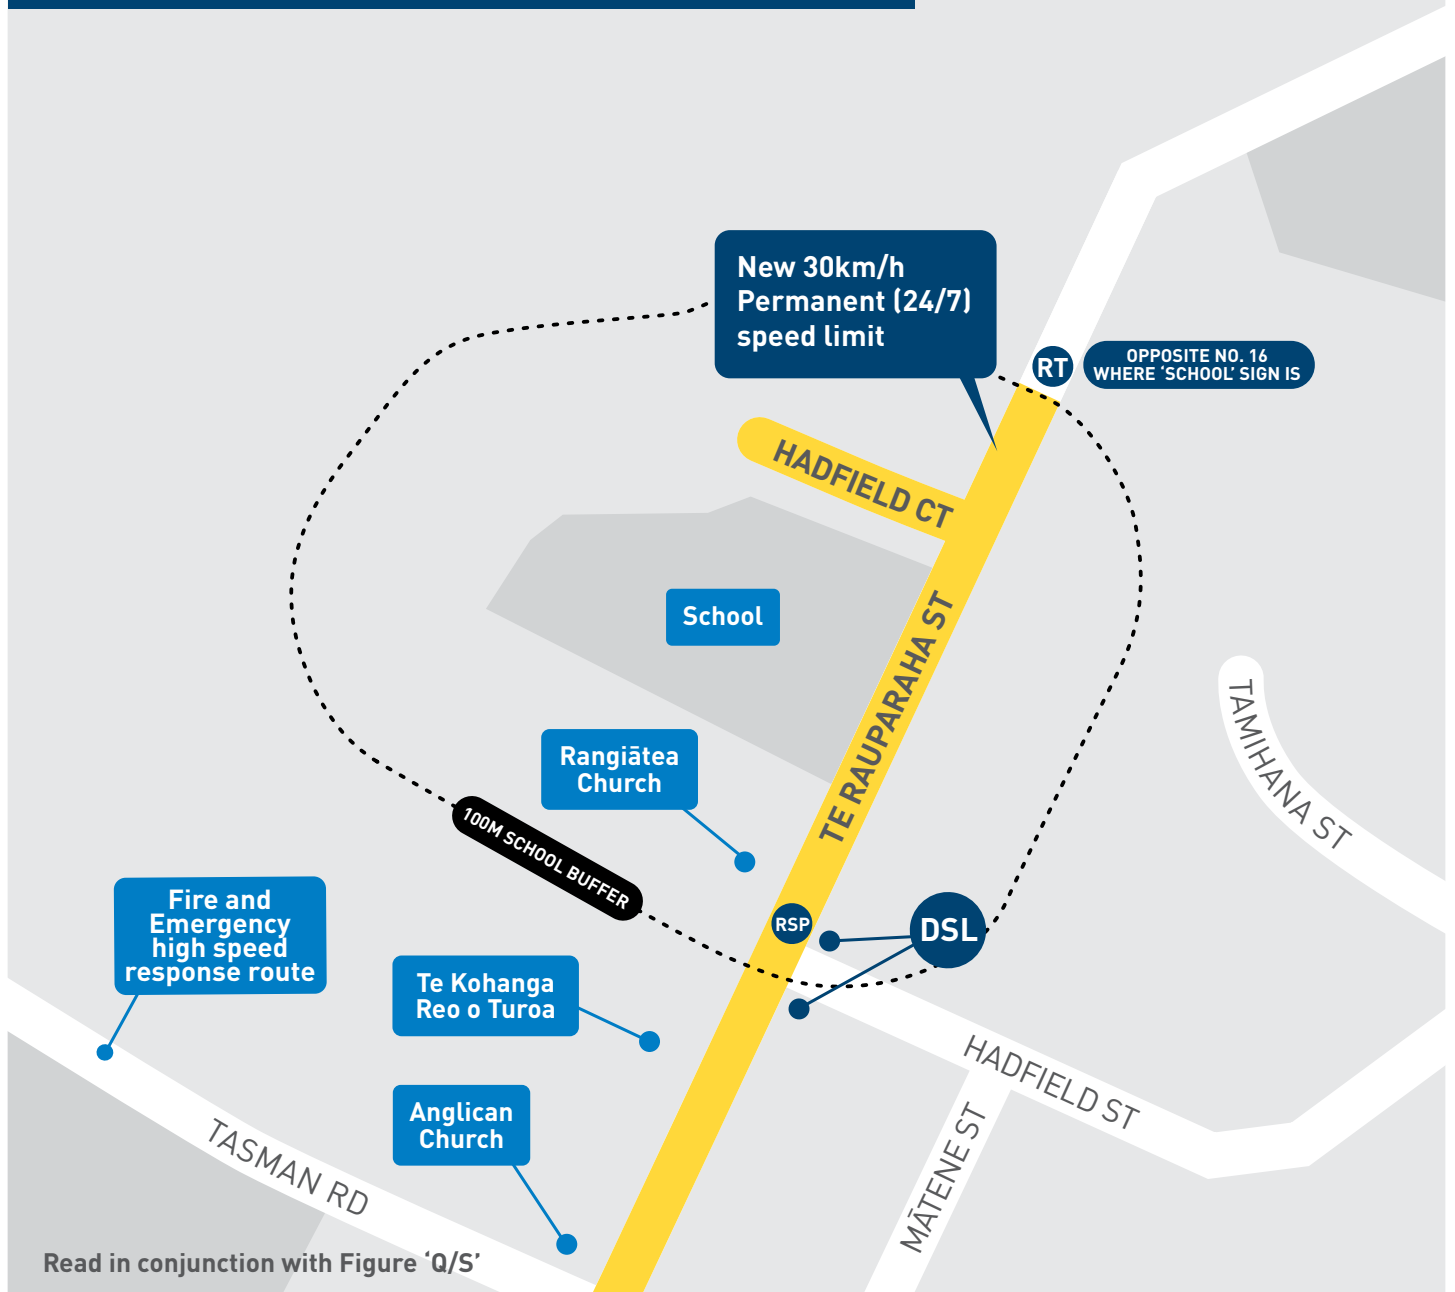 New 30km/h
Permanent (24/7)
speed limit
RT
OPPOSITE NO. 16
WHERE ‘SCHOOL’ SIGN IS
HADFIELD CT
School
TE RAUPARAHA ST
TAMIHANA ST
Rangiātea
Church
100M SCHOOL BUFFER
Fire and
Emergency
high speed
response route
RSP
DSL
Te Kohanga
Reo o Turoa
HADFIELD ST
Anglican
Church
TASMAN RD
MĀTENE ST
Read in conjunction with Figure ‘Q/S’